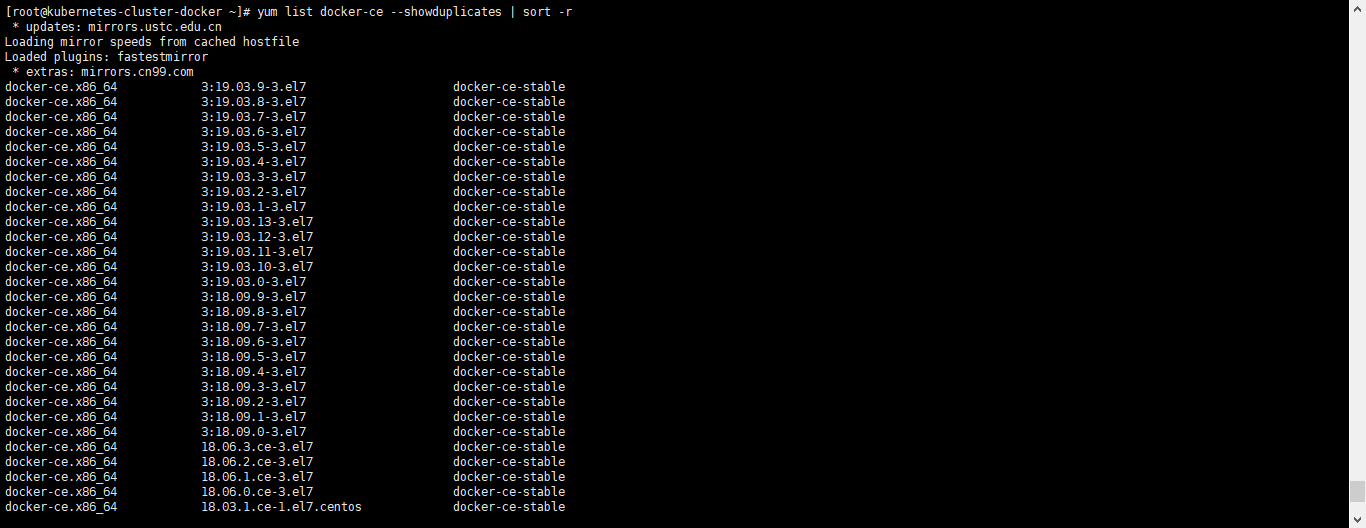 [root@kubernetes-cluster-docker ~]# yum list docker-ce --showduplicates | sort -r
 * updates: mirrors.ustc.edu.cn
Loading mirror speeds from cached hostfile
Loaded plugins: fastestmirror
 * extras: mirrors.cn99.com
docker-ce.x86_64            3:19.03.9-3.el7                     docker-ce-stable
docker-ce.x86_64            3:19.03.8-3.el7                     docker-ce-stable
docker-ce.x86_64            3:19.03.7-3.el7                     docker-ce-stable
docker-ce.x86_64            3:19.03.6-3.el7                     docker-ce-stable
docker-ce.x86_64            3:19.03.5-3.el7                     docker-ce-stable
docker-ce.x86_64            3:19.03.4-3.el7                     docker-ce-stable
docker-ce.x86_64            3:19.03.3-3.el7                     docker-ce-stable
docker-ce.x86_64            3:19.03.2-3.el7                     docker-ce-stable
docker-ce.x86_64            3:19.03.1-3.el7                     docker-ce-stable
docker-ce.x86_64            3:19.03.13-3.el7                    docker-ce-stable
docker-ce.x86_64            3:19.03.12-3.el7                    docker-ce-stable
docker-ce.x86_64            3:19.03.11-3.el7                    docker-ce-stable
docker-ce.x86_64            3:19.03.10-3.el7                    docker-ce-stable
docker-ce.x86_64            3:19.03.0-3.el7                     docker-ce-stable
docker-ce.x86_64            3:18.09.9-3.el7                     docker-ce-stable
docker-ce.x86_64            3:18.09.8-3.el7                     docker-ce-stable
docker-ce.x86_64            3:18.09.7-3.el7                     docker-ce-stable
docker-ce.x86_64            3:18.09.6-3.el7                     docker-ce-stable
docker-ce.x86_64            3:18.09.5-3.el7                     docker-ce-stable
docker-ce.x86_64            3:18.09.4-3.el7                     docker-ce-stable
docker-ce.x86_64            3:18.09.3-3.el7                     docker-ce-stable
docker-ce.x86_64            3:18.09.2-3.el7                     docker-ce-stable
docker-ce.x86_64            3:18.09.1-3.el7                     docker-ce-stable
docker-ce.x86_64            3:18.09.0-3.el7                     docker-ce-stable
docker-ce.x86_64            18.06.3.ce-3.el7                    docker-ce-stable
docker-ce.x86_64            18.06.2.ce-3.el7                    docker-ce-stable
docker-ce.x86_64            18.06.1.ce-3.el7                    docker-ce-stable
docker-ce.x86_64            18.06.0.ce-3.el7                    docker-ce-stable
docker-ce.x86_64            18.03.1.ce-1.el7.centos             docker-ce-stable